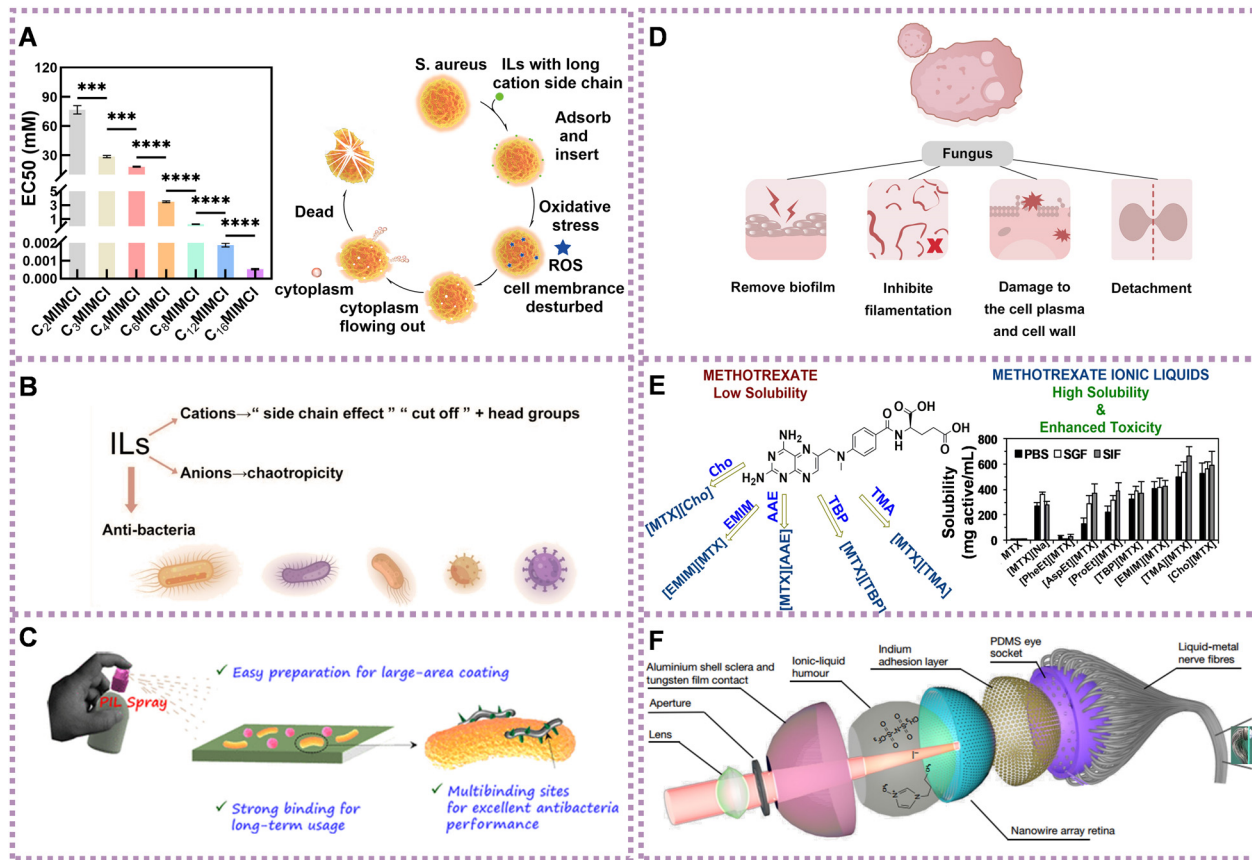 A
120
90
60
30
5
3
1
0.002
0.001
0.000
EC50 (mM)
***
***
****
****
****
****
C2MIMCl
C3MIMCl
C4MIMCl
C6MIMCl
C8MIMCl
C12MIMCl
C16MIMCl
S. aureus
ILs with long
cation side chain
Adsorb
and
insert
Oxidative
stress
ROS
cell membrance
desturbed
cytoplasm
flowing out
cytoplasm
Dead
B
ILs
Cations→“ side chain effect ” “ cut off ” + head groups
Anions→chaotropicity
Anti-bacteria
C
PIL Spray
✓ Easy preparation for large-area coating
✓ Strong binding for
long-term usage
✓ Multibinding sites
for excellent antibacteria
performance
D
Fungus
Remove biofilm
Inhibite
filamentation
Damage to
the cell plasma
and cell wall
Detachment
E
METHOTREXATE
Low Solubility
NH2
H2N
N
N
N
N
N
O
N
H
O
OH
OH
O
Cho
EMIM
AAE
TBP
TMA
[MTX][Cho]
[EMIM][MTX]
[MTX][AAE]
[MTX][TBP]
[MTX][TMA]
METHOTREXATE IONIC LIQUIDS
High Solubility
&
Enhanced Toxicity
PBS SGF SIF
800
600
400
200
0
Solubility
(mg active/mL)
MTX
[MTX][Na]
[PheEt][MTX]
[AspEt][MTX]
[ProEt][MTX]
[TBP][MTX]
[EMIM][MTX]
[TMA][MTX]
[Cho][MTX]
F
Aluminium shell sclera and
tungsten film contact
Aperture
Lens
Ionic-liquid
humour
Indium
adhesion layer
PDMS eye
socket
Liquid-metal
nerve fibres
Nanowire array retina